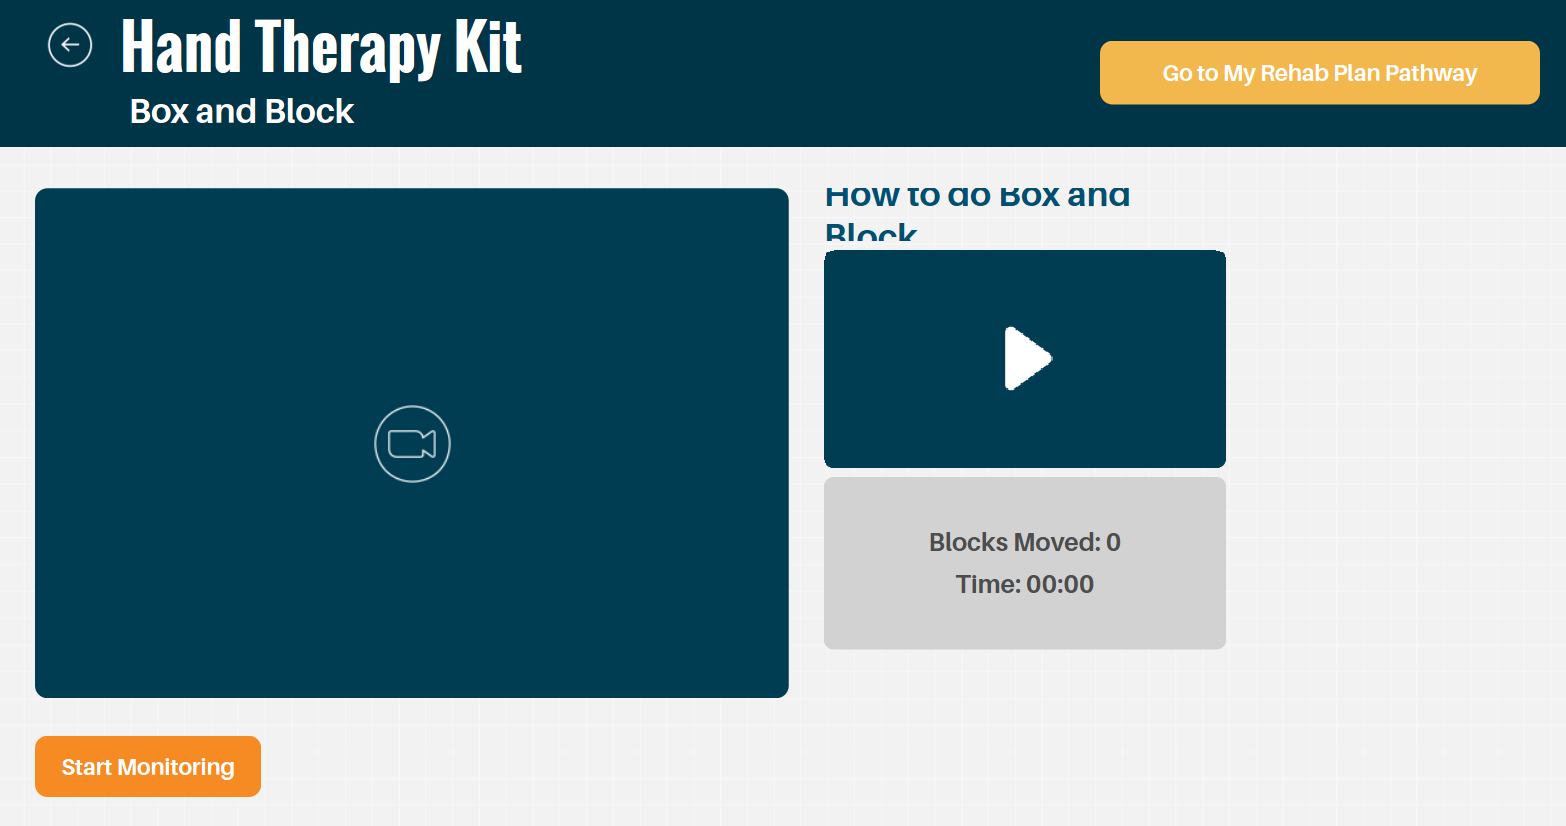 Hand Therapy Kit
Box and Block
Go to My Rehab Plan Pathway
How to do Box and
Block
Blocks Moved: 0
Time: 00:00
Start Monitoring